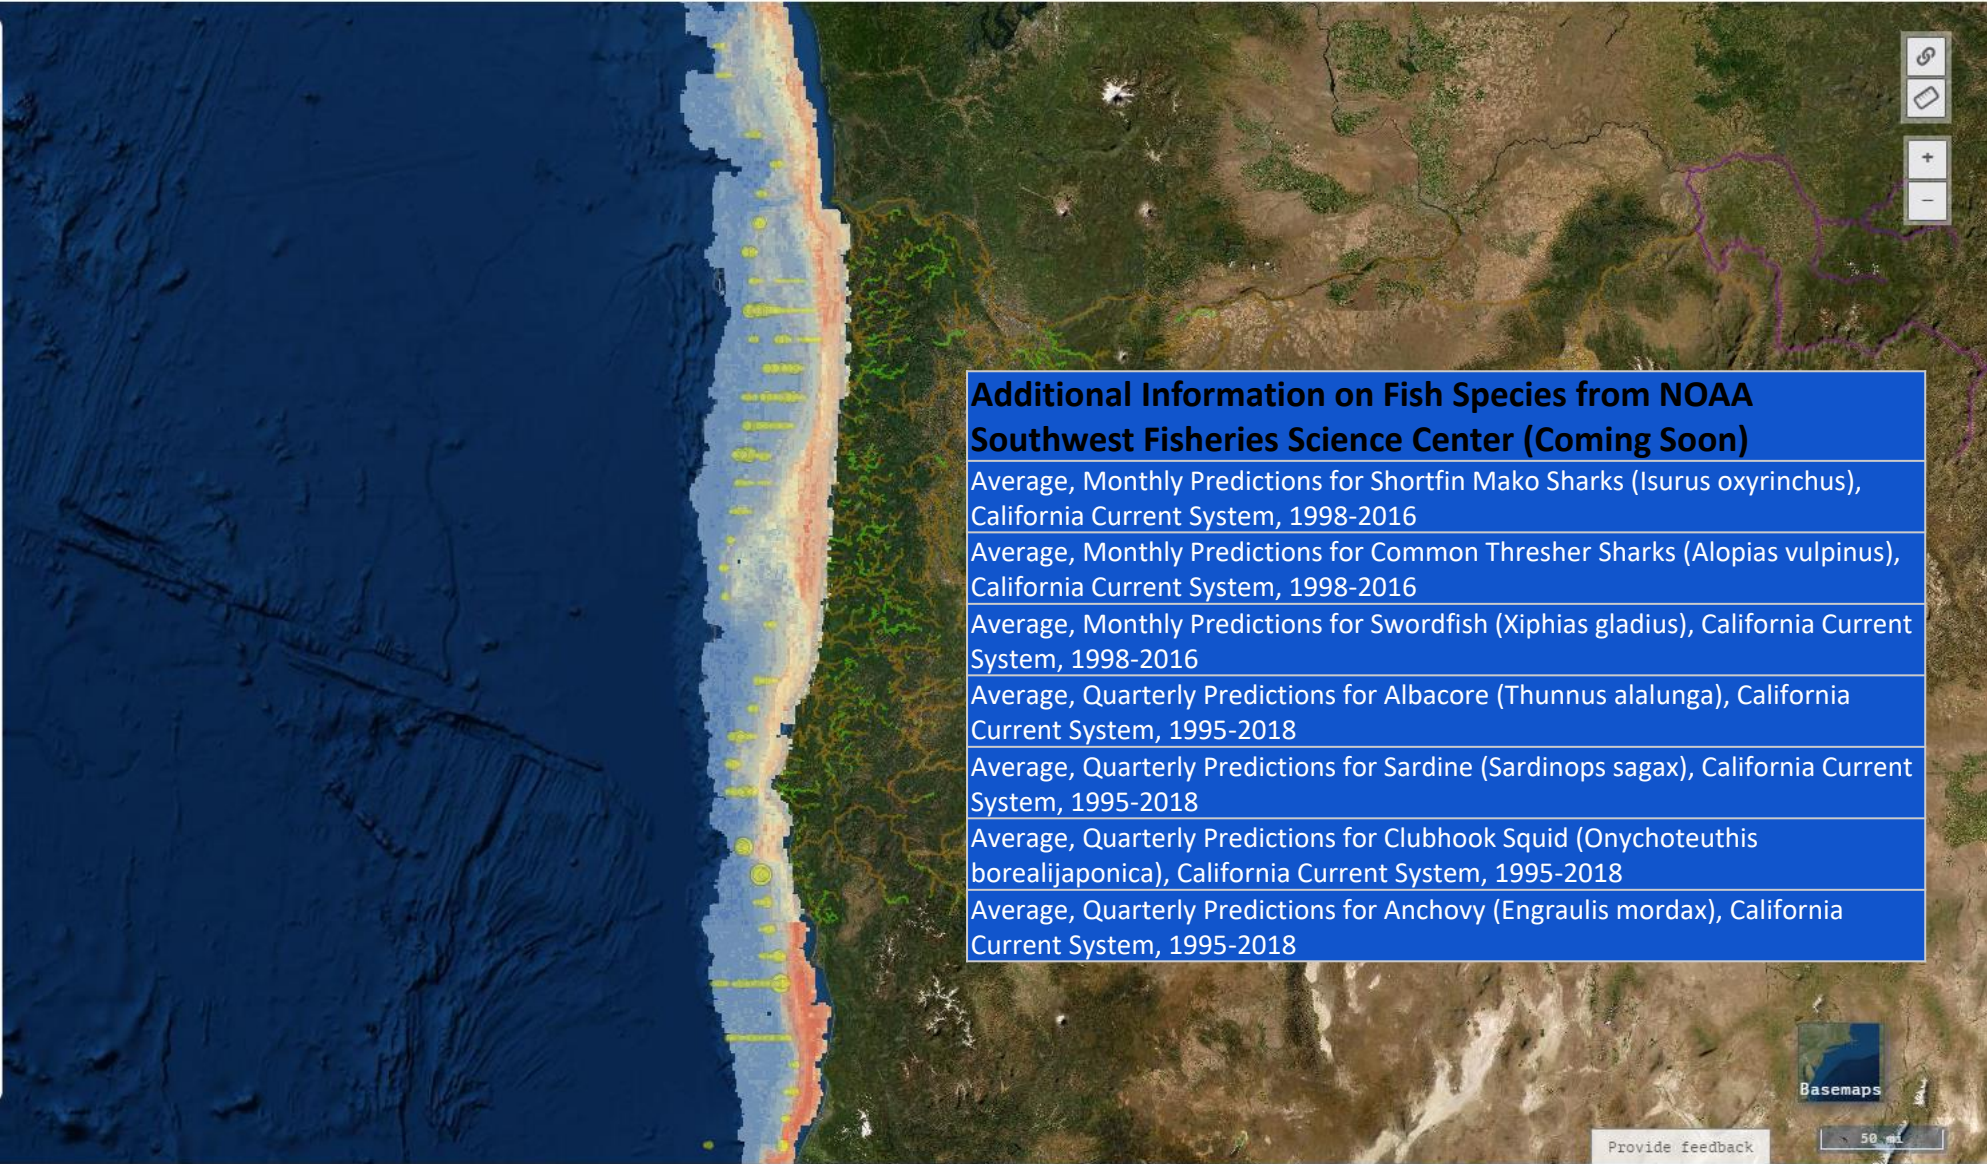 Additional Information on Fish Species from NOAA
Southwest Fisheries Science Center (Coming Soon)
Average, Monthly Predictions for Shortfin Mako Sharks (Isurus oxyrinchus),
California Current System, 1998-2016
Average, Monthly Predictions for Common Thresher Sharks (Alopias vulpinus),
California Current System, 1998-2016
Average, Monthly Predictions for Swordfish (Xiphias gladius), California Current
System, 1998-2016
Average, Quarterly Predictions for Albacore (Thunnus alalunga), California
Current System, 1995-2018
Average, Quarterly Predictions for Sardine (Sardinops sagax), California Current
System, 1995-2018
Average, Quarterly Predictions for Clubhook Squid (Onychoteuthis
borealijaponica), California Current System, 1995-2018
Average, Quarterly Predictions for Anchovy (Engraulis mordax), California
Current System, 1995-2018
Basemaps
Provide feedback
50 mi